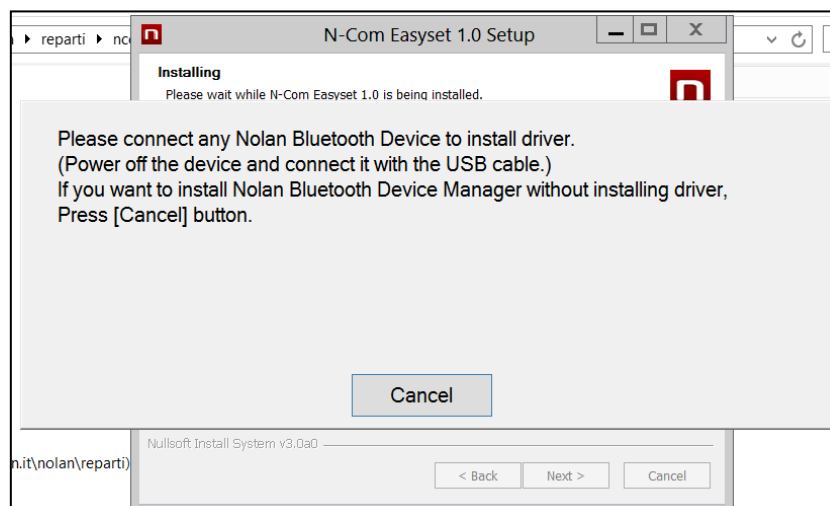 N-Com Easyset 1.0 Setup
reparti nc
Installing
Please wait while N-Com Easyset 1.0 is being installed.
Please connect any Nolan Bluetooth Device to install driver.
(Power off the device and connect it with the USB cable.)
If you want to install Nolan Bluetooth Device Manager without installing driver,
Press [Cancel] button.
Cancel
Nullsoft Install System v3.0a0
n.it\nolan\reparti)
< Back Next > Cancel